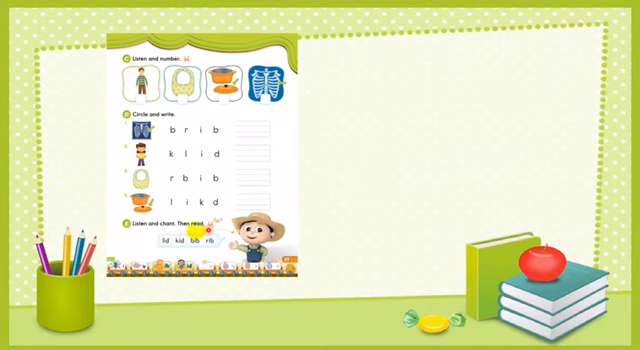 C Listen and number.
D Circle and write.
1. b r i b
2. k l i d
3. r b i b
4. l i k d
E Listen and chant. Then read.
lid kid bib rib